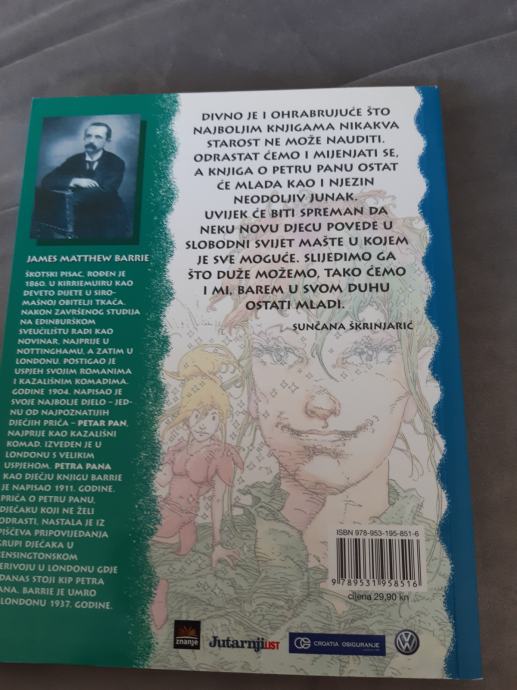 DIVNO JE I OHRABRUJUĆE ŠTO
NAJBOLJIM KNJIGAMA NIKAKVA
STAROST NE MOŽE NAUDITI.
ODRASTAT ĆEMO I MIJENJATI SE,
A KNJIGA O PETRU PANU OSTAT
ĆE MLADA KAO I NJEZIN
NEODOLJIV JUNAK.
UVIJEK ĆE BITI SPREMAN DA
NEKU NOVU DJECU POVEDE U
SLOBODNI SVIJET MAŠTE U KOJEM
JE SVE MOGUĆE. SLIJEDIMO GA
ŠTO DUŽE MOŽEMO, TAKO ĆEMO
I MI, BAREM U SVOM DUHU
OSTATI MLADI.
SUNČANA ŠKRINJARIĆ
JAMES MATTHEW BARRIE
ŠKOTSKI PISAC, ROĐEN JE
1860. U KIRRIEMUIRU KAO
DEVETO DIJETE U SIRO-
MAŠNOJ OBITELJI TKAČA.
NAKON ZAVRŠENOG STUDIJA
NA EDINBURŠKOM
SVEUČILIŠTU RADI KAO
NOVINAR, NAJPRIJE U
NOTTINGHAMU, A ZATIM U
LONDONU. POSTIGAO JE
USPJEH SVOJIM ROMANIMA
I KAZALIŠNIM KOMADIMA.
GODINE 1904. NAPISAO JE
SVOJE NAJBOLJE DJELO - JED-
NU OD NAJPOZNATIJIH
DJEČJIH PRIČA - PETAR PAN,
NAJPRIJE KAO KAZALIŠNI
KOMAD. IZVEDEN JE U
LONDONU S VELIKIM
USPJEHOM. PETRA PANA
KAO DJEČJU KNJIGU BARRIE
JE NAPISAO 1911. GODINE.
PRIČA O PETRU PANU,
DJEČAKU KOJI NE ŽELI
ODRASTI, NASTALA JE IZ
PIŠČEVA PRIPOVIJEDANJA
GRUPI DJEČAKA U
KENSINGTONSKOM
PERIVOJU U LONDONU GDJE
DANAS STOJI KIP PETRA
PANA. BARRIE JE UMRO
LONDONU 1937. GODINE.
ISBN 978-953-195-851-6
9 789531 958516
cijena 29,90 kn
znanje
Jutarnji LIST
CROATIA OSIGURANJE